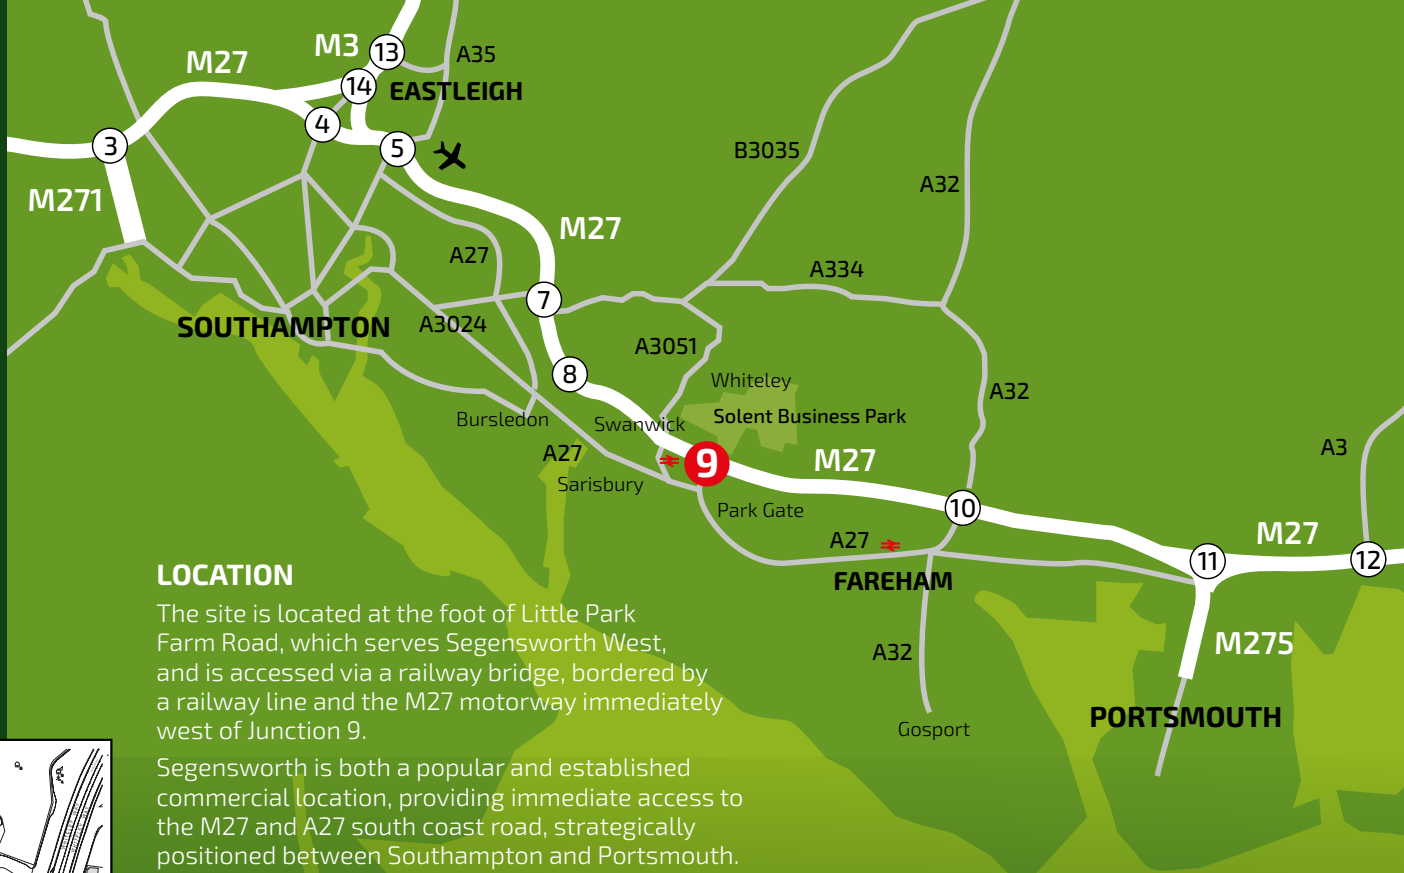 M3
13
A35
M27
14
EASTLEIGH
4
3
5
B3035
A32
M271
M27
A27
A334
7
SOUTHAMPTON
A3024
A3051
8
Whiteley
A32
Bursledon
Swanwick
Solent Business Park
A27
9
M27
A3
Sarisbury
Park Gate
10
A27
M27
11
12
FAREHAM
A32
M275
PORTSMOUTH
Gosport
LOCATION
The site is located at the foot of Little Park
Farm Road, which serves Segensworth West,
and is accessed via a railway bridge, bordered by
a railway line and the M27 motorway immediately
west of Junction 9.
Segensworth is both a popular and established
commercial location, providing immediate access to
the M27 and A27 south coast road, strategically
positioned between Southampton and Portsmouth.